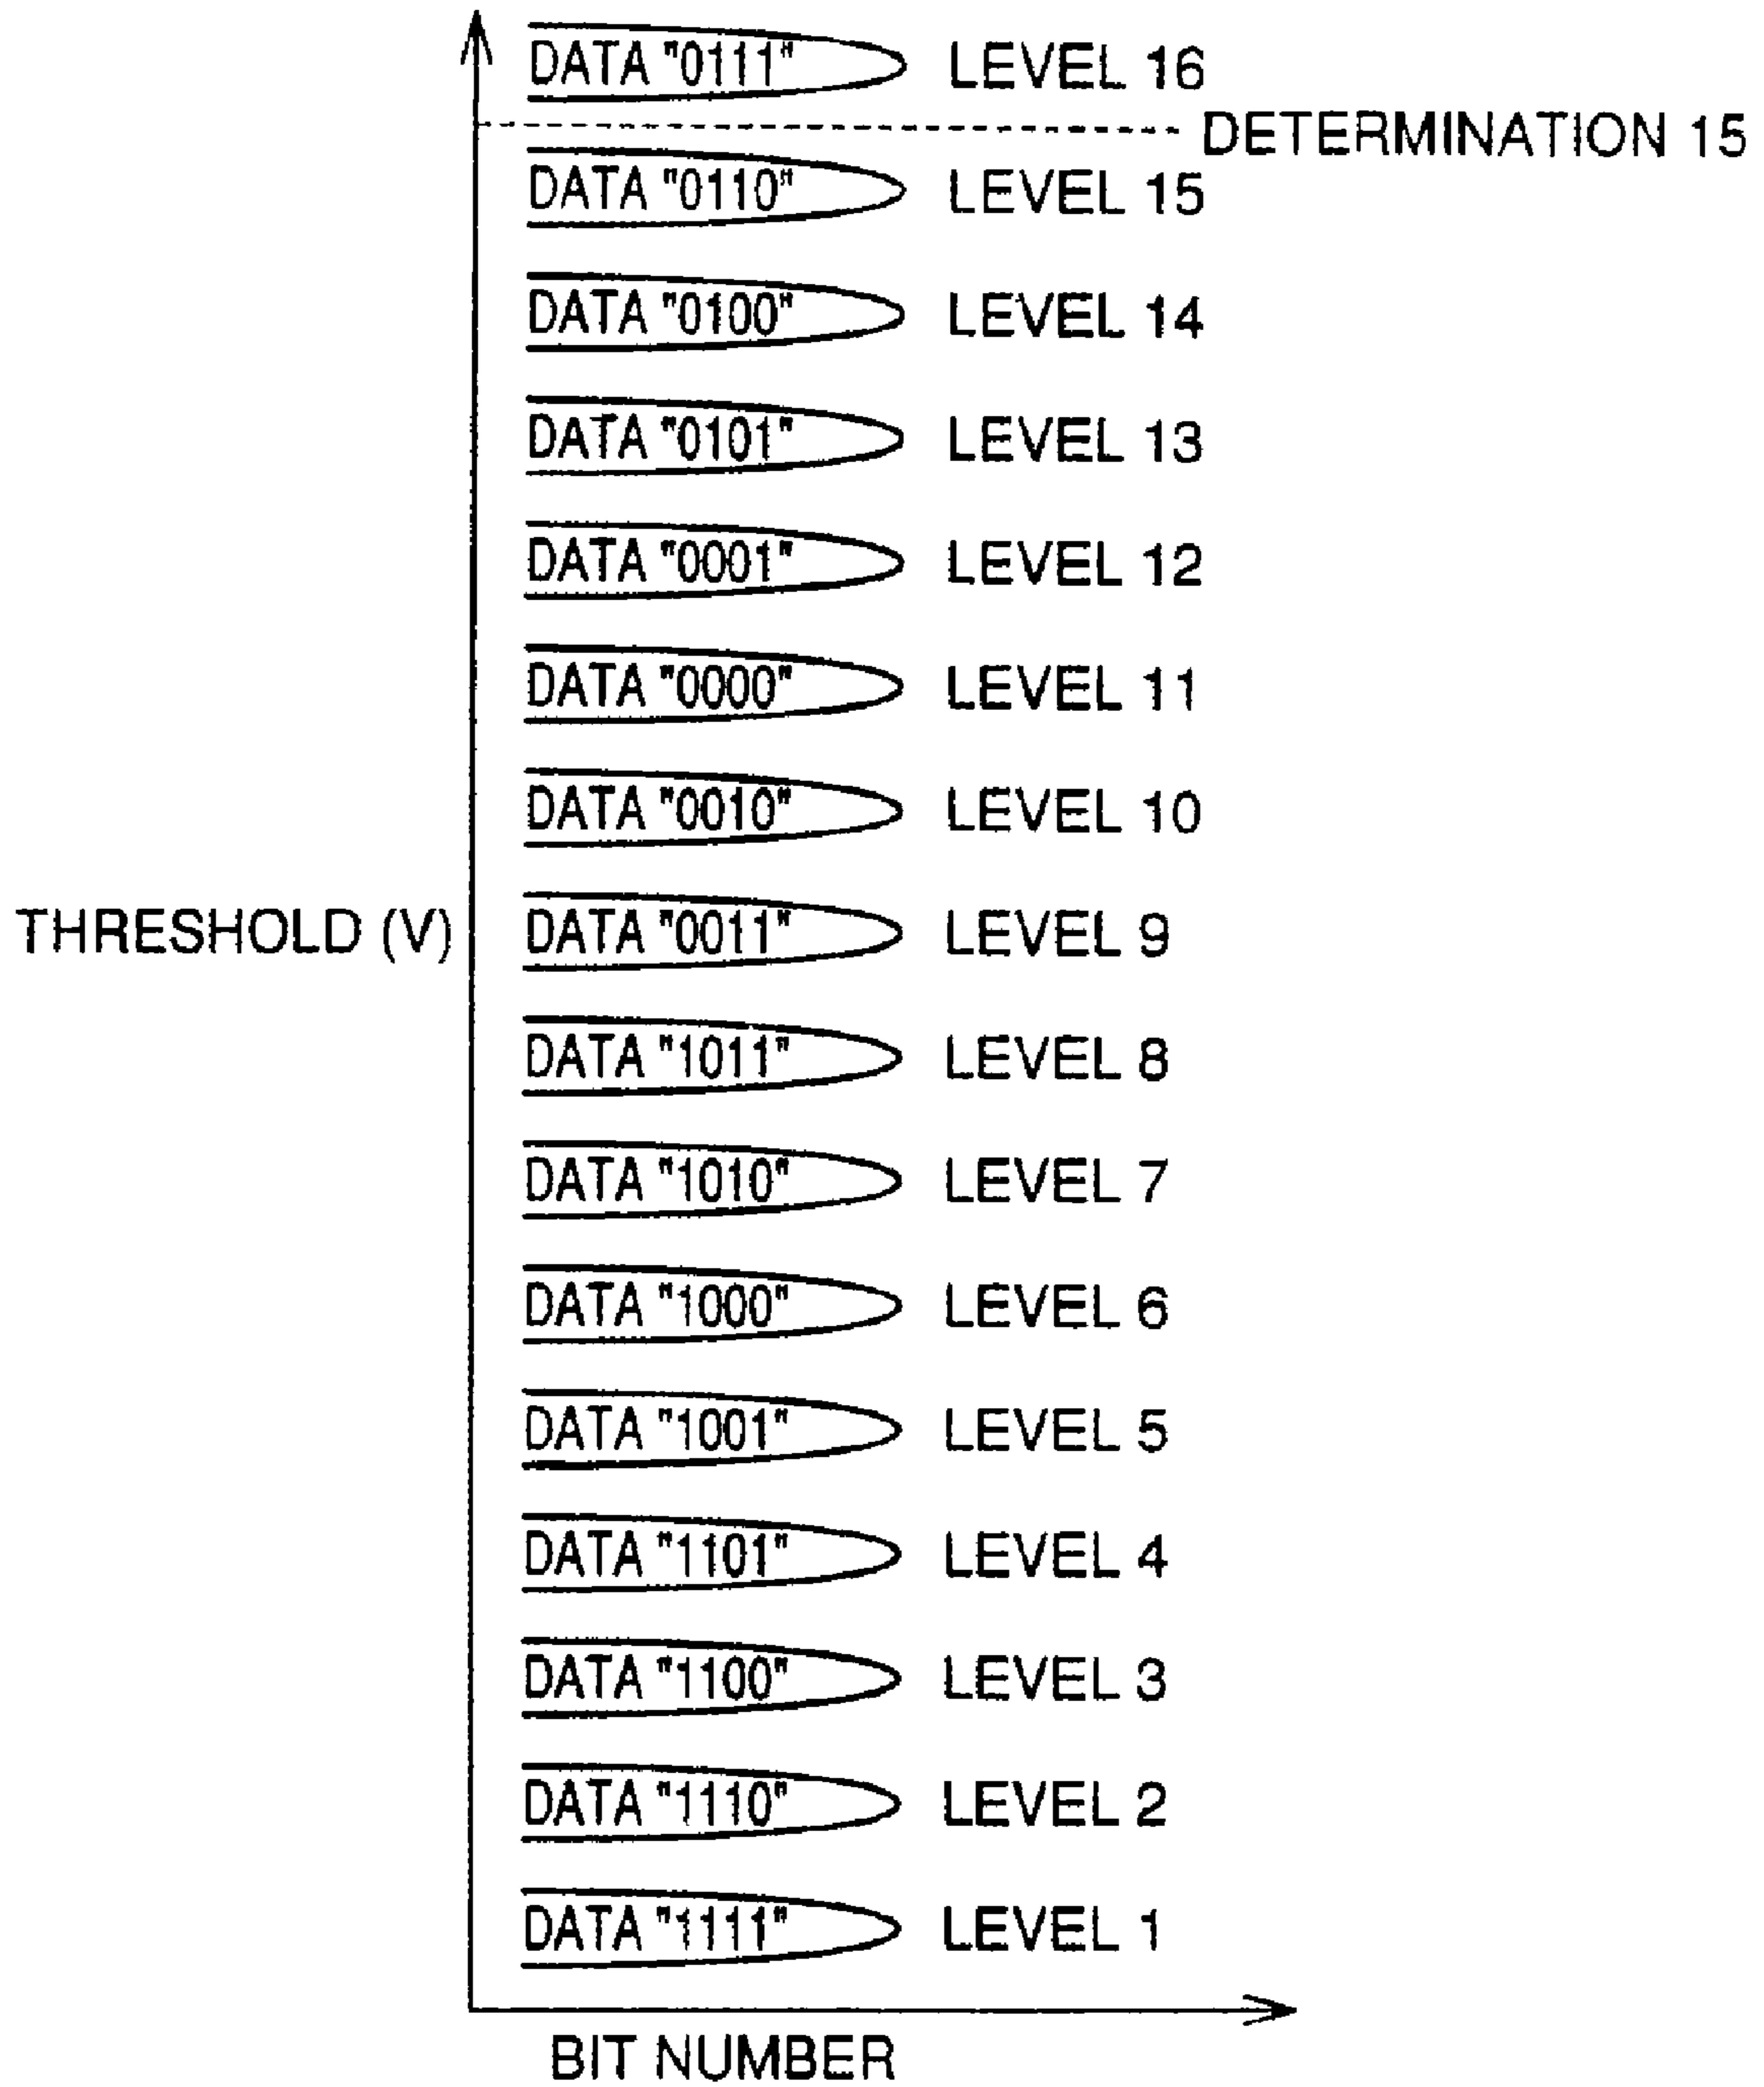 DATA "0111" LEVEL 16
DETERMINATION 15
DATA "0110" LEVEL 15
DATA "0100" LEVEL 14
DATA "0101" LEVEL 13
DATA "0001" LEVEL 12
DATA "0000" LEVEL 11
DATA "0010" LEVEL 10
THRESHOLD (V) DATA "0011" LEVEL 9
DATA "1011" LEVEL 8
DATA "1010" LEVEL 7
DATA "1000" LEVEL 6
DATA "1001" LEVEL 5
DATA "1101" LEVEL 4
DATA "1100" LEVEL 3
DATA "1110" LEVEL 2
DATA "1111" LEVEL 1
BIT NUMBER